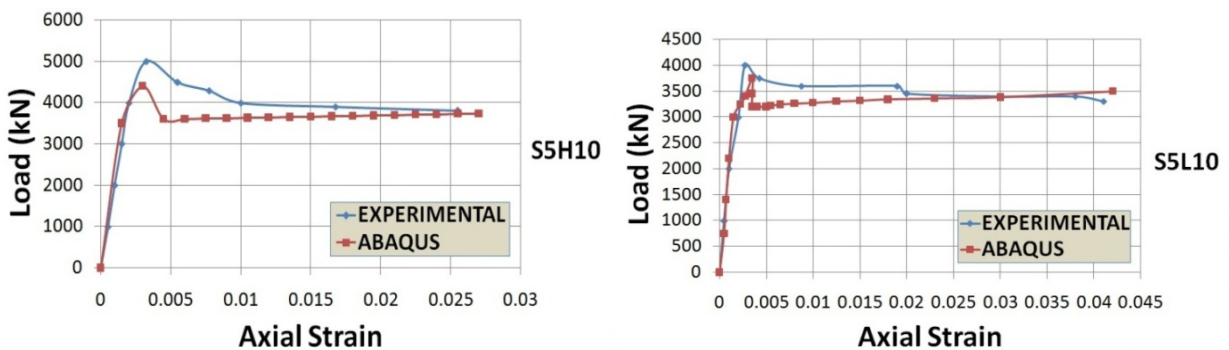 6000
5000
4000
3000
2000
1000
0
Load (kN)
0 0.005 0.01 0.015 0.02 0.025 0.03
Axial Strain
EXPERIMENTAL
ABAQUS
S5H10
4500
4000
3500
3000
2500
2000
1500
1000
500
0
Load (kN)
0 0.005 0.01 0.015 0.02 0.025 0.03 0.035 0.04 0.045
Axial Strain
EXPERIMENTAL
ABAQUS
S5L10